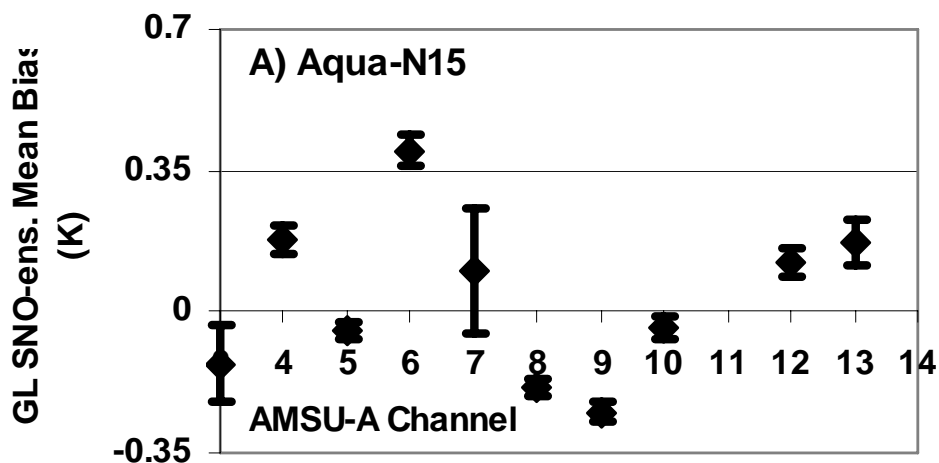 GL SNO-ens. Mean Bias
(K)
0.7
0.35
0
-0.35
A) Aqua-N15
4 5 6 7 8 9 10 11 12 13 14
AMSU-A Channel